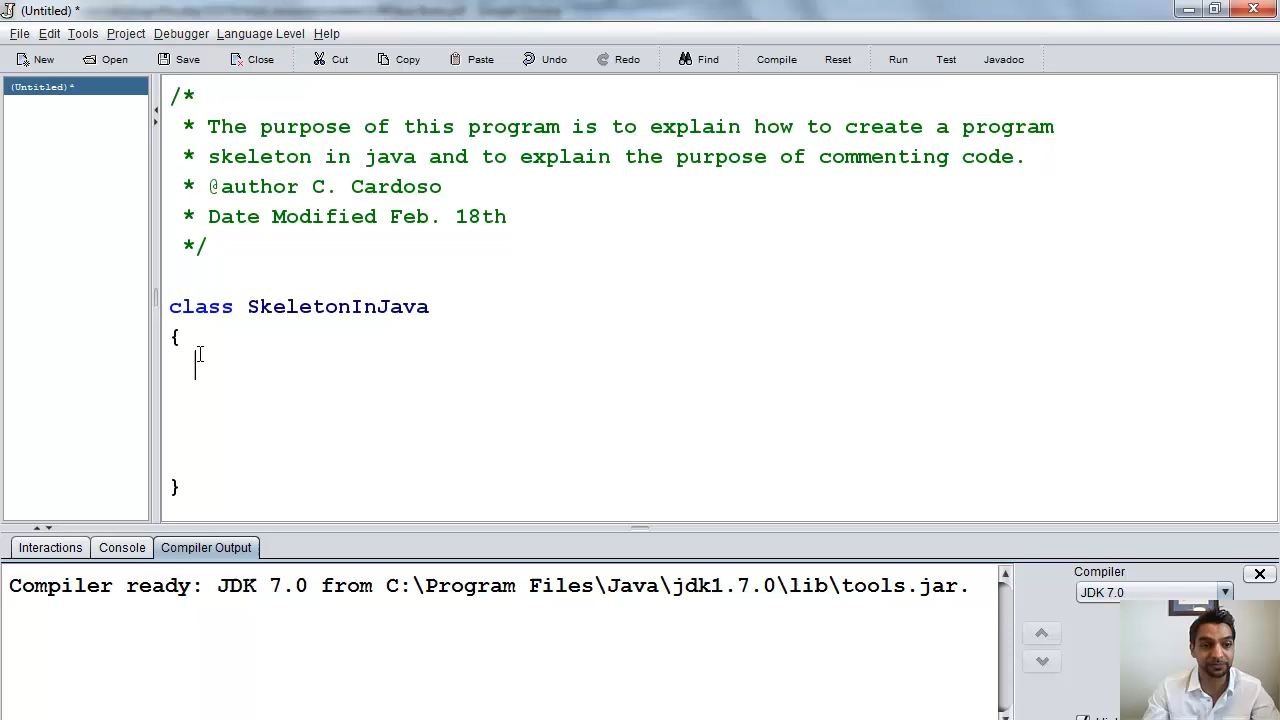 (Untitled) *
File Edit Tools Project Debugger Language Level Help
New Open Save Close Cut Copy Paste Undo Redo Find Compile Reset Run Test Javadoc
(Untitled)*
/*
* The purpose of this program is to explain how to create a program
* skeleton in java and to explain the purpose of commenting code.
* @author C. Cardoso
* Date Modified Feb. 18th
*/
class SkeletonInJava
{
}
Interactions Console Compiler Output
Compiler ready: JDK 7.0 from C:\Program Files\Java\jdk1.7.0\lib\tools.jar.
Compiler
JDK 7.0